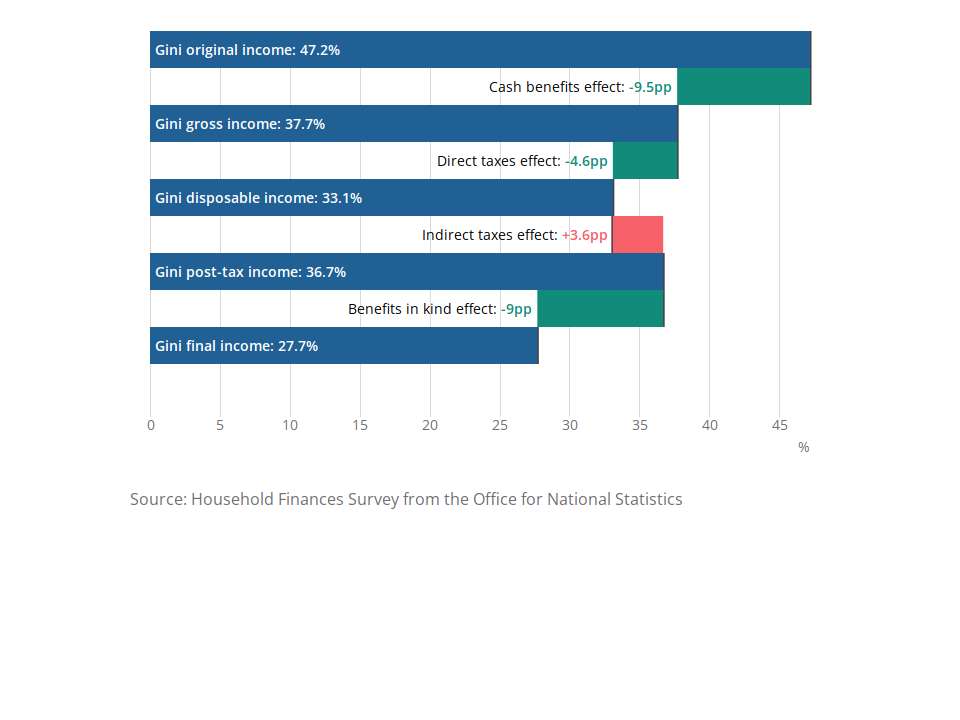 Gini original income: 47.2%
Cash benefits effect: -9.5pp
Gini gross income: 37.7%
Direct taxes effect: -4.6pp
Gini disposable income: 33.1%
Indirect taxes effect: +3.6pp
Gini post-tax income: 36.7%
Benefits in kind effect: -9pp
Gini final income: 27.7%
0 5 10 15 20 25 30 35 40 45
%
Source: Household Finances Survey from the Office for National Statistics